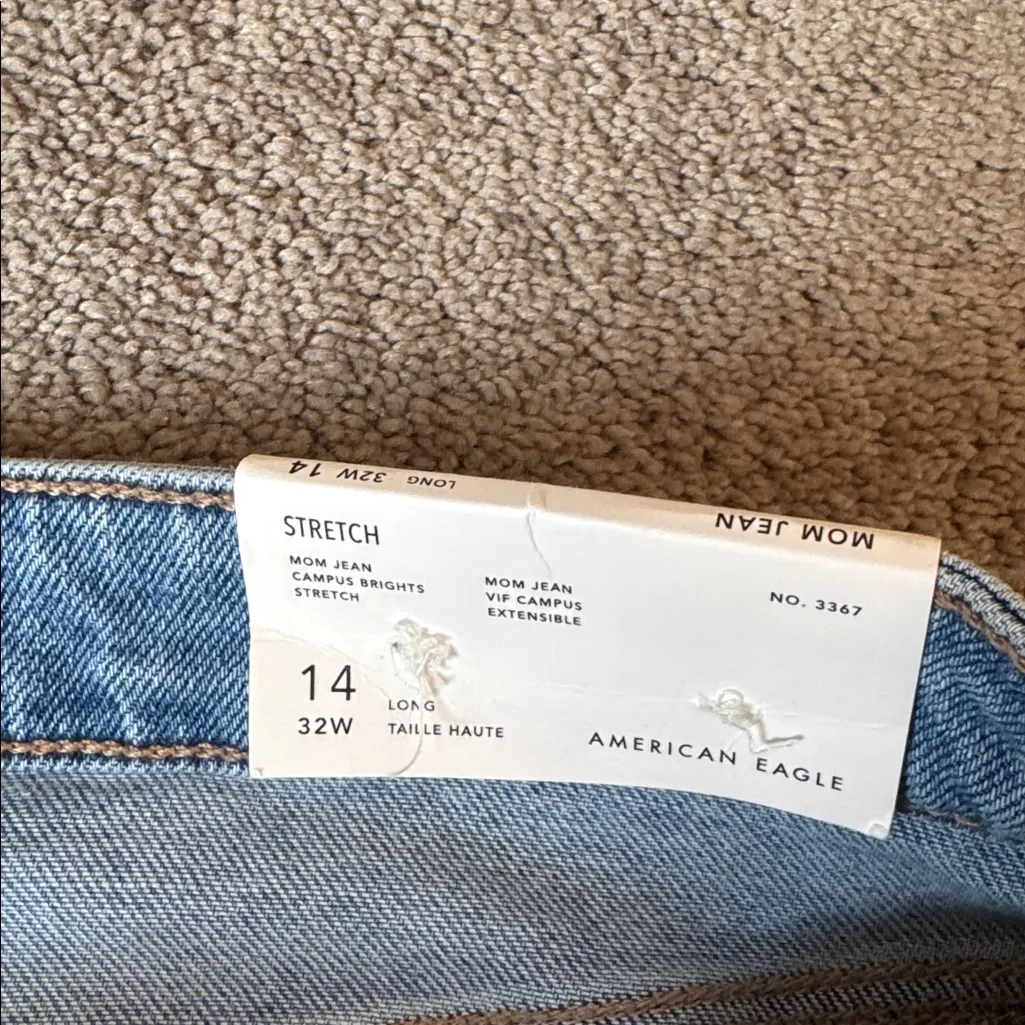 LONG 32W 14
MOM JEAN
STRETCH
MOM JEAN
CAMPUS BRIGHTS
STRETCH
MOM JEAN
VIF CAMPUS
EXTENSIBLE
NO. 3367
14 LONG
32W TAILLE HAUTE
AMERICAN EAGLE